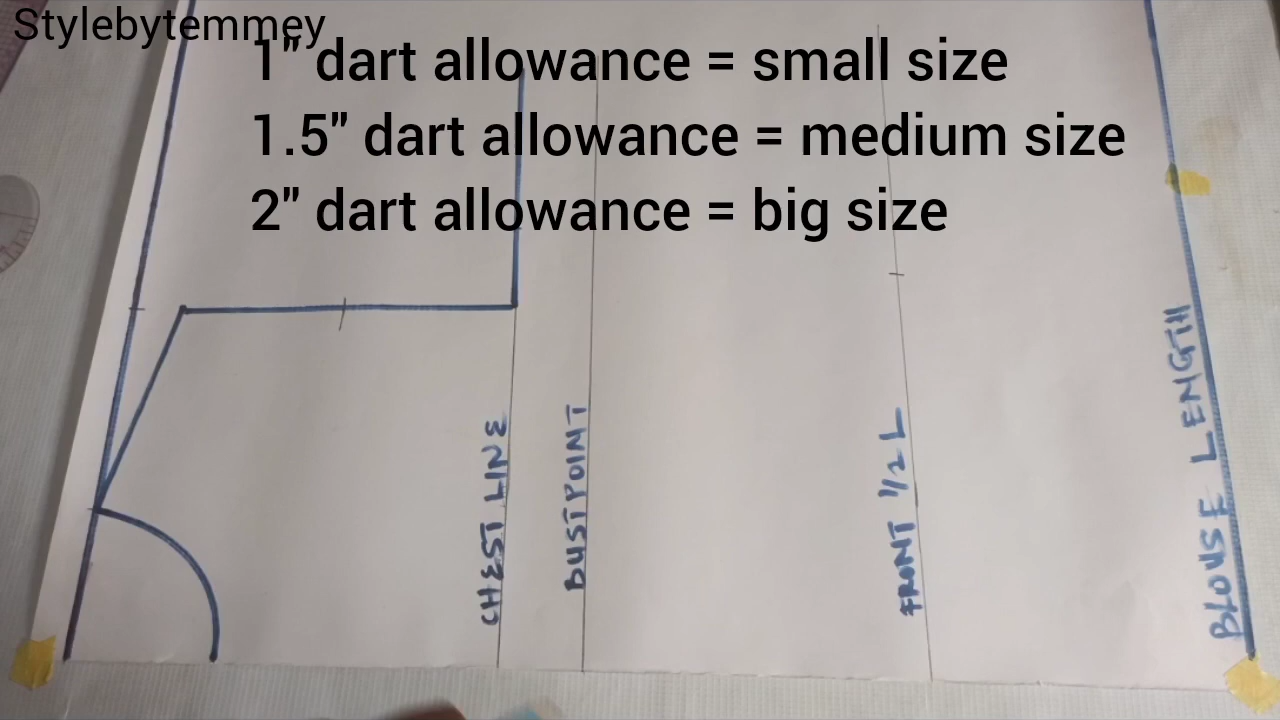 Stylebytemmey
1" dart allowance = small size
1.5" dart allowance = medium size
2" dart allowance = big size
CHEST LINE
BUSTPOINT
FRONT 1/2 L
BLOUSE LENGTH